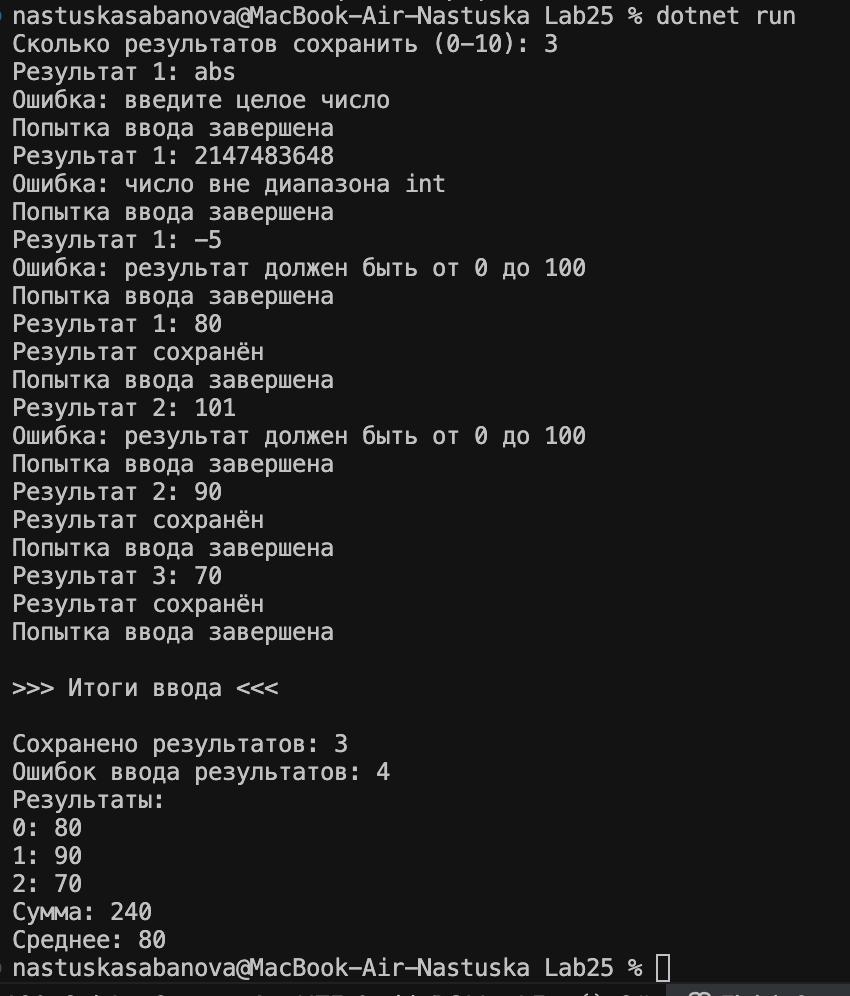 nastuskasabanova@MacBook-Air-Nastuska Lab25 % dotnet run
Сколько результатов сохранить (0-10): 3
Результат 1: abs
Ошибка: введите целое число
Попытка ввода завершена
Результат 1: 2147483648
Ошибка: число вне диапазона int
Попытка ввода завершена
Результат 1: -5
Ошибка: результат должен быть от 0 до 100
Попытка ввода завершена
Результат 1: 80
Результат сохранён
Попытка ввода завершена
Результат 2: 101
Ошибка: результат должен быть от 0 до 100
Попытка ввода завершена
Результат 2: 90
Результат сохранён
Попытка ввода завершена
Результат 3: 70
Результат сохранён
Попытка ввода завершена
>>> Итоги ввода <<<
Сохранено результатов: 3
Ошибок ввода результатов: 4
Результаты:
0: 80
1: 90
2: 70
Сумма: 240
Среднее: 80
nastuskasabanova@MacBook-Air-Nastuska Lab25 %